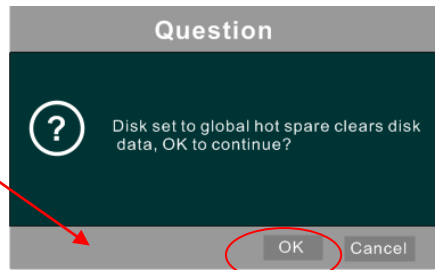 Question
?
Disk set to global hot spare clears disk
data, OK to continue?
OK Cancel